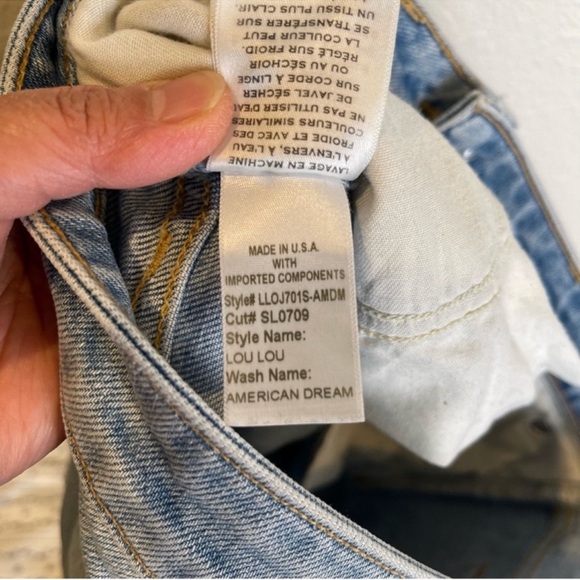 LAVAGE EN MACHINE
À L'ENVERS, À L'EAU
FROIDE ET AVEC DES
COULEURS SIMILAIRES
NE PAS UTILISER D'EAU
DE JAVEL SÉCHER
SUR CORDE À LINGE
OU AU SÉCHOIR
RÉGLÉ SUR FROID.
LA COULEUR PEUT
SE TRANSFÉRER SUR
UN TISSU PLUS CLAIR.
MADE IN U.S.A.
WITH
IMPORTED COMPONENTS
Style# LLOJ701S-AMDM
Cut# SL0709
Style Name:
LOU LOU
Wash Name:
AMERICAN DREAM